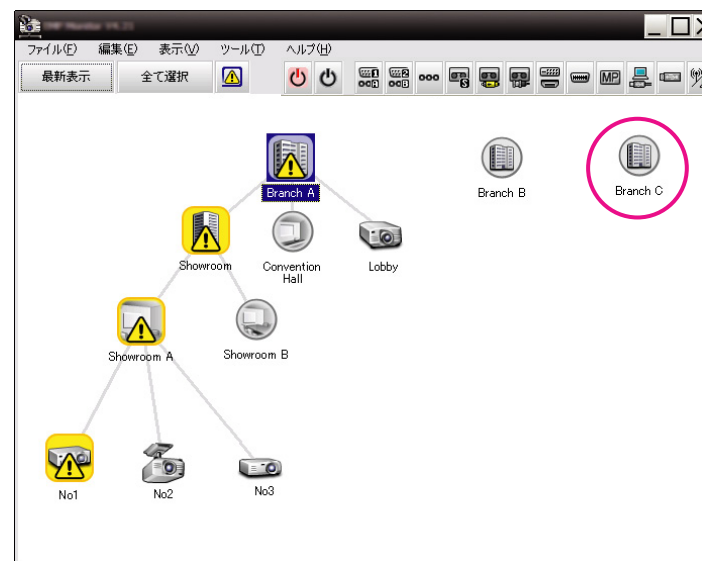 ファイル(F) 編集(E) 表示(V) ツール(T) ヘルプ(H)
最新表示 全て選択 MP
Branch A
Branch B
Branch C
Showroom
Convention
Hall
Lobby
Showroom A
Showroom B
No1
No2
No3